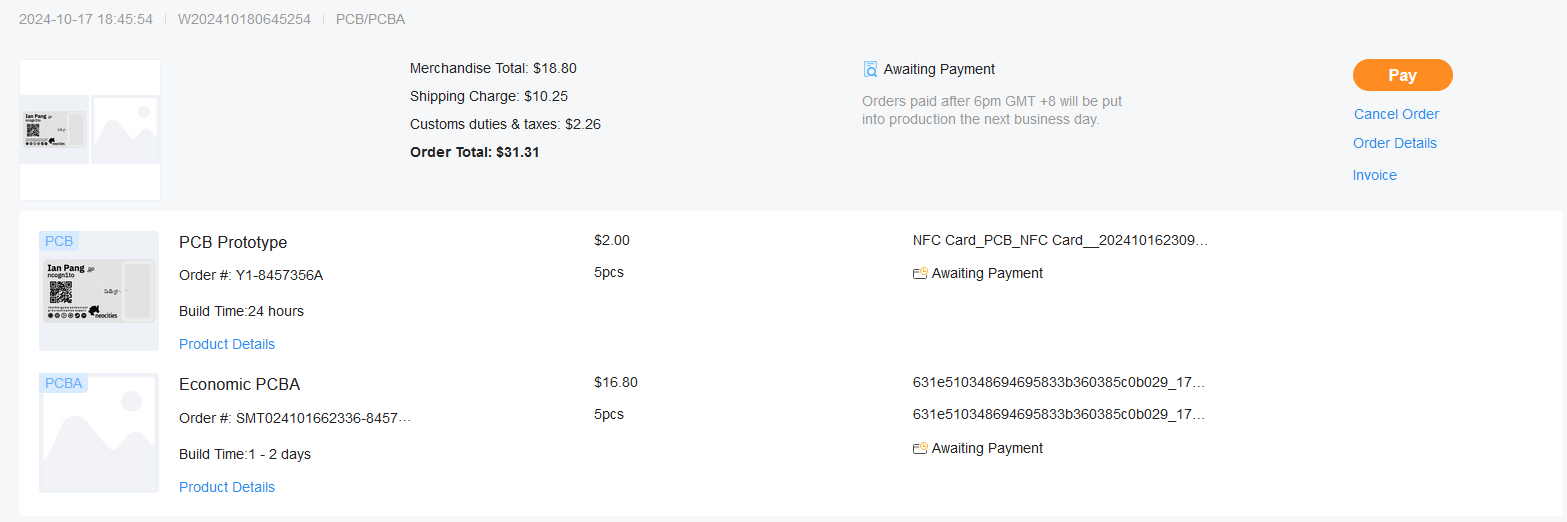 2024-10-17 18:45:54 | W202410180645254 | PCB/PCBA
Merchandise Total: $18.80
Shipping Charge: $10.25
Customs duties & taxes: $2.26
Order Total: $31.31
Awaiting Payment
Orders paid after 6pm GMT +8 will be put
into production the next business day.
Pay
Cancel Order
Order Details
Invoice
Ian Pang
ncogn1to
neocities
PCB
Ian Pang
ncogn1to
neocities
PCB Prototype
Order #: Y1-8457356A
Build Time:24 hours
Product Details
$2.00
5pcs
NFC Card_PCB_NFC Card__202410162309...
Awaiting Payment
PCBA
Economic PCBA
Order #: SMT024101662336-8457...
Build Time:1 - 2 days
Product Details
$16.80
5pcs
631e510348694695833b360385c0b029_17...
631e510348694695833b360385c0b029_17...
Awaiting Payment